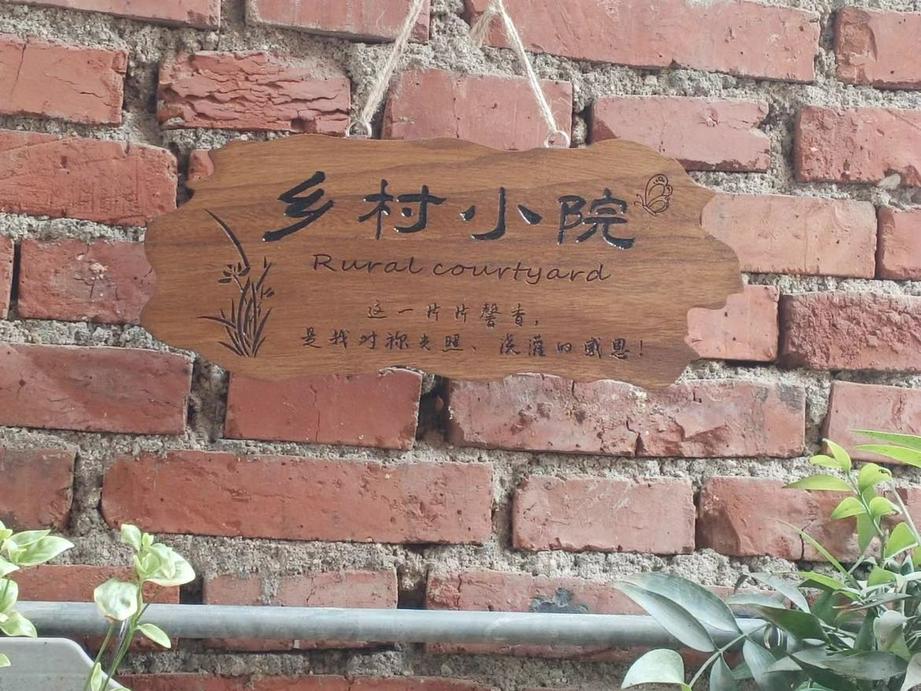 乡村小院
Rural courtyard
这一片片馨香，
是我对你光照、浇灌的感恩！